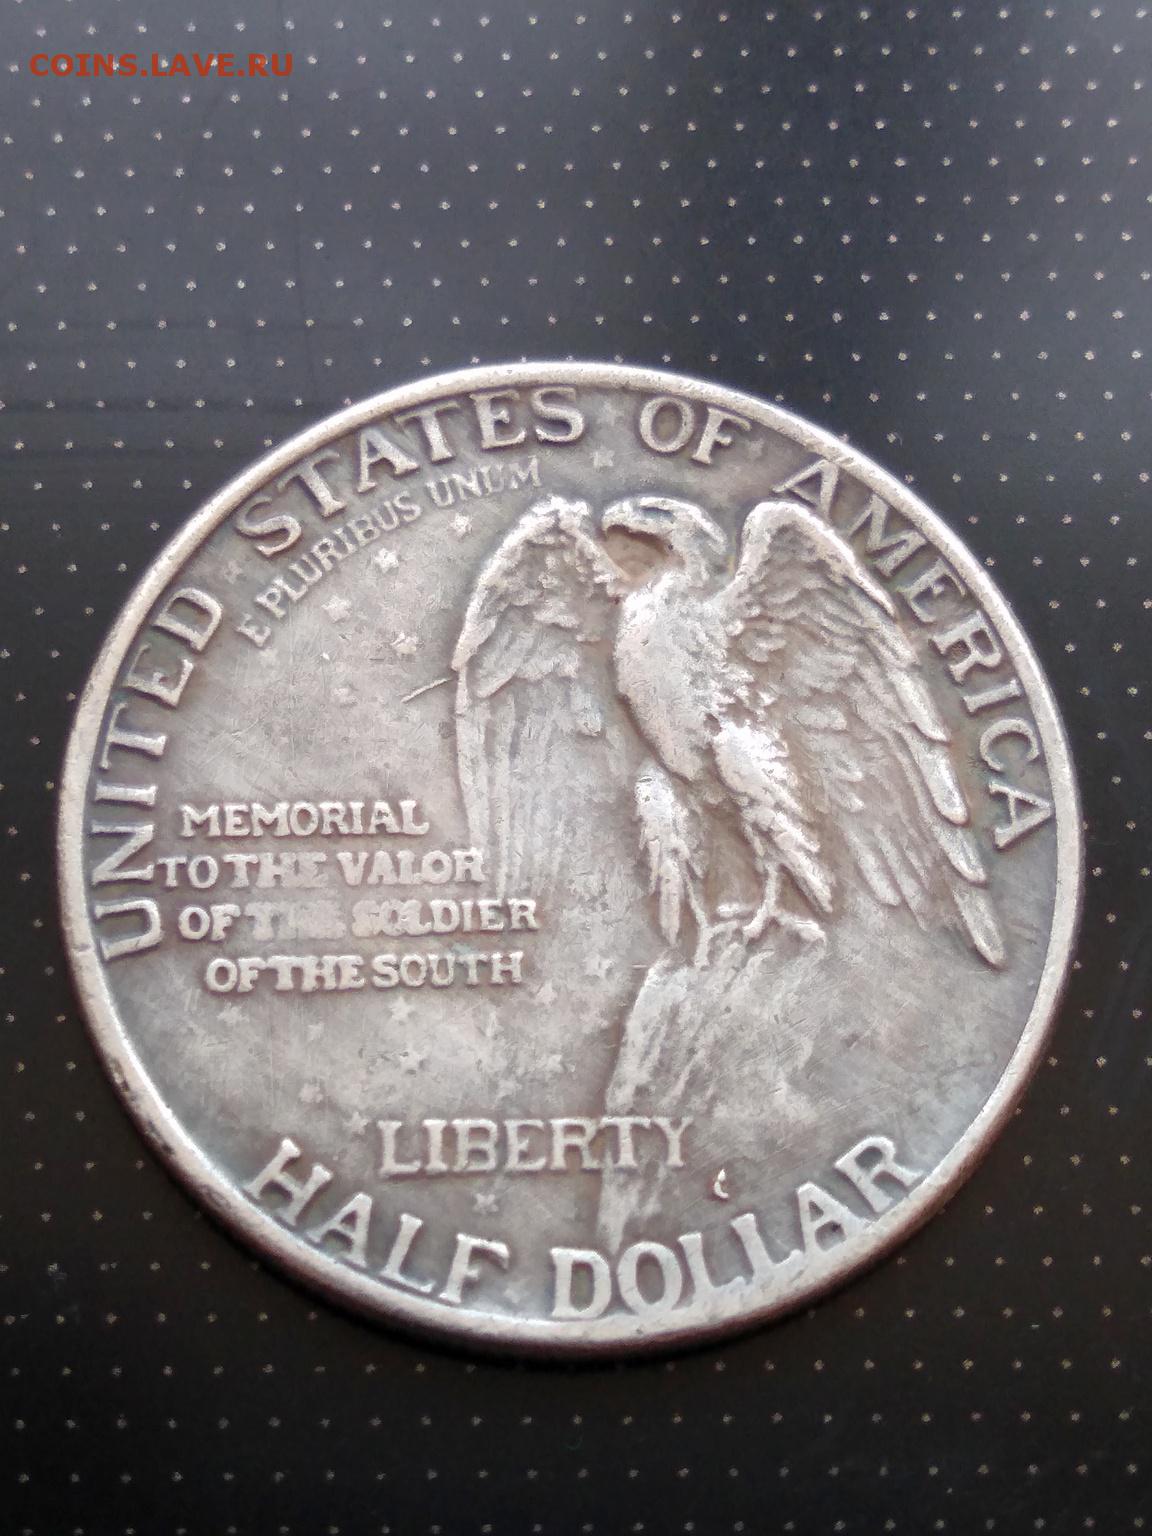 COINS.LAVE.RU
UNITED STATES OF AMERICA
E PLURIBUS UNUM
MEMORIAL
TO THE VALOR
OF THE SOLDIER
OF THE SOUTH
LIBERTY
HALF DOLLAR